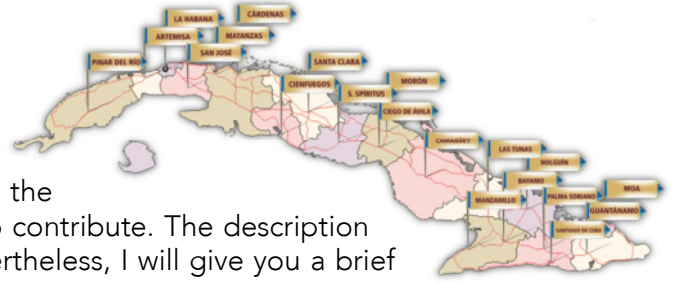 LA HABANA
CÁRDENAS
ARTEMISA
MATANZAS
PINAR DEL RÍO
SAN JOSÉ
SANTA CLARA
CIENFUEGOS
MORÓN
S. SPÍRITUS
CIEGO DE ÁVILA
CAMAGÜEY
LAS TUNAS
HOLGUÍN
BAYAMO
MOA
MANZANILLO
PALMA SORIANO
GUANTÁNAMO
SANTIAGO DE CUBA
the
contribute. The description
I will give you a brief